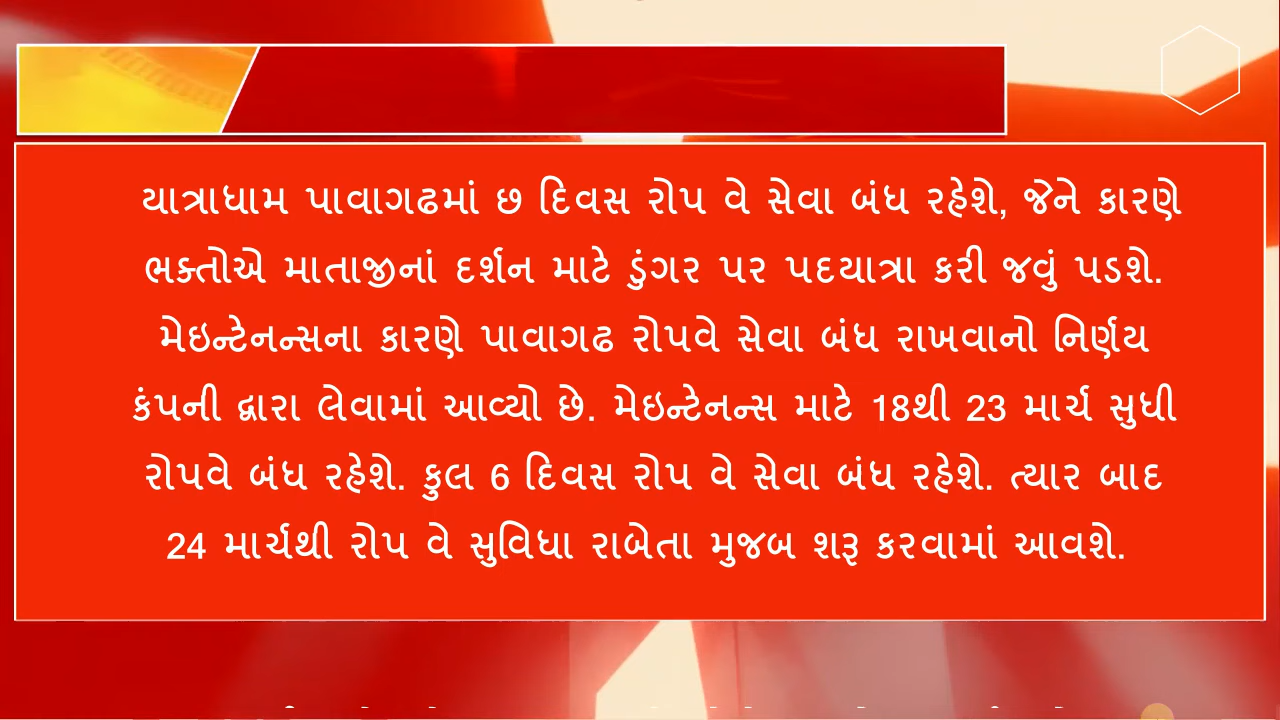 યાત્રાધામ પાવાગઢમાં છ દિવસ રોપ વે સેવા બંધ રહેશે, જેને કારણે
ભક્તોએ માતાજીનાં દર્શન માટે ડુંગર પર પદયાત્રા કરી જવું પડશે.
મેઇન્ટેનન્સના કારણે પાવાગઢ રોપવે સેવા બંધ રાખવાનો નિર્ણય
કંપની દ્વારા લેવામાં આવ્યો છે. મેઇન્ટેનન્સ માટે 18થી 23 માર્ચ સુધી
રોપવે બંધ રહેશે. કુલ 6 દિવસ રોપ વે સેવા બંધ રહેશે. ત્યાર બાદ
24 માર્ચથી રોપ વે સુવિધા રાબેતા મુજબ શરૂ કરવામાં આવશે.